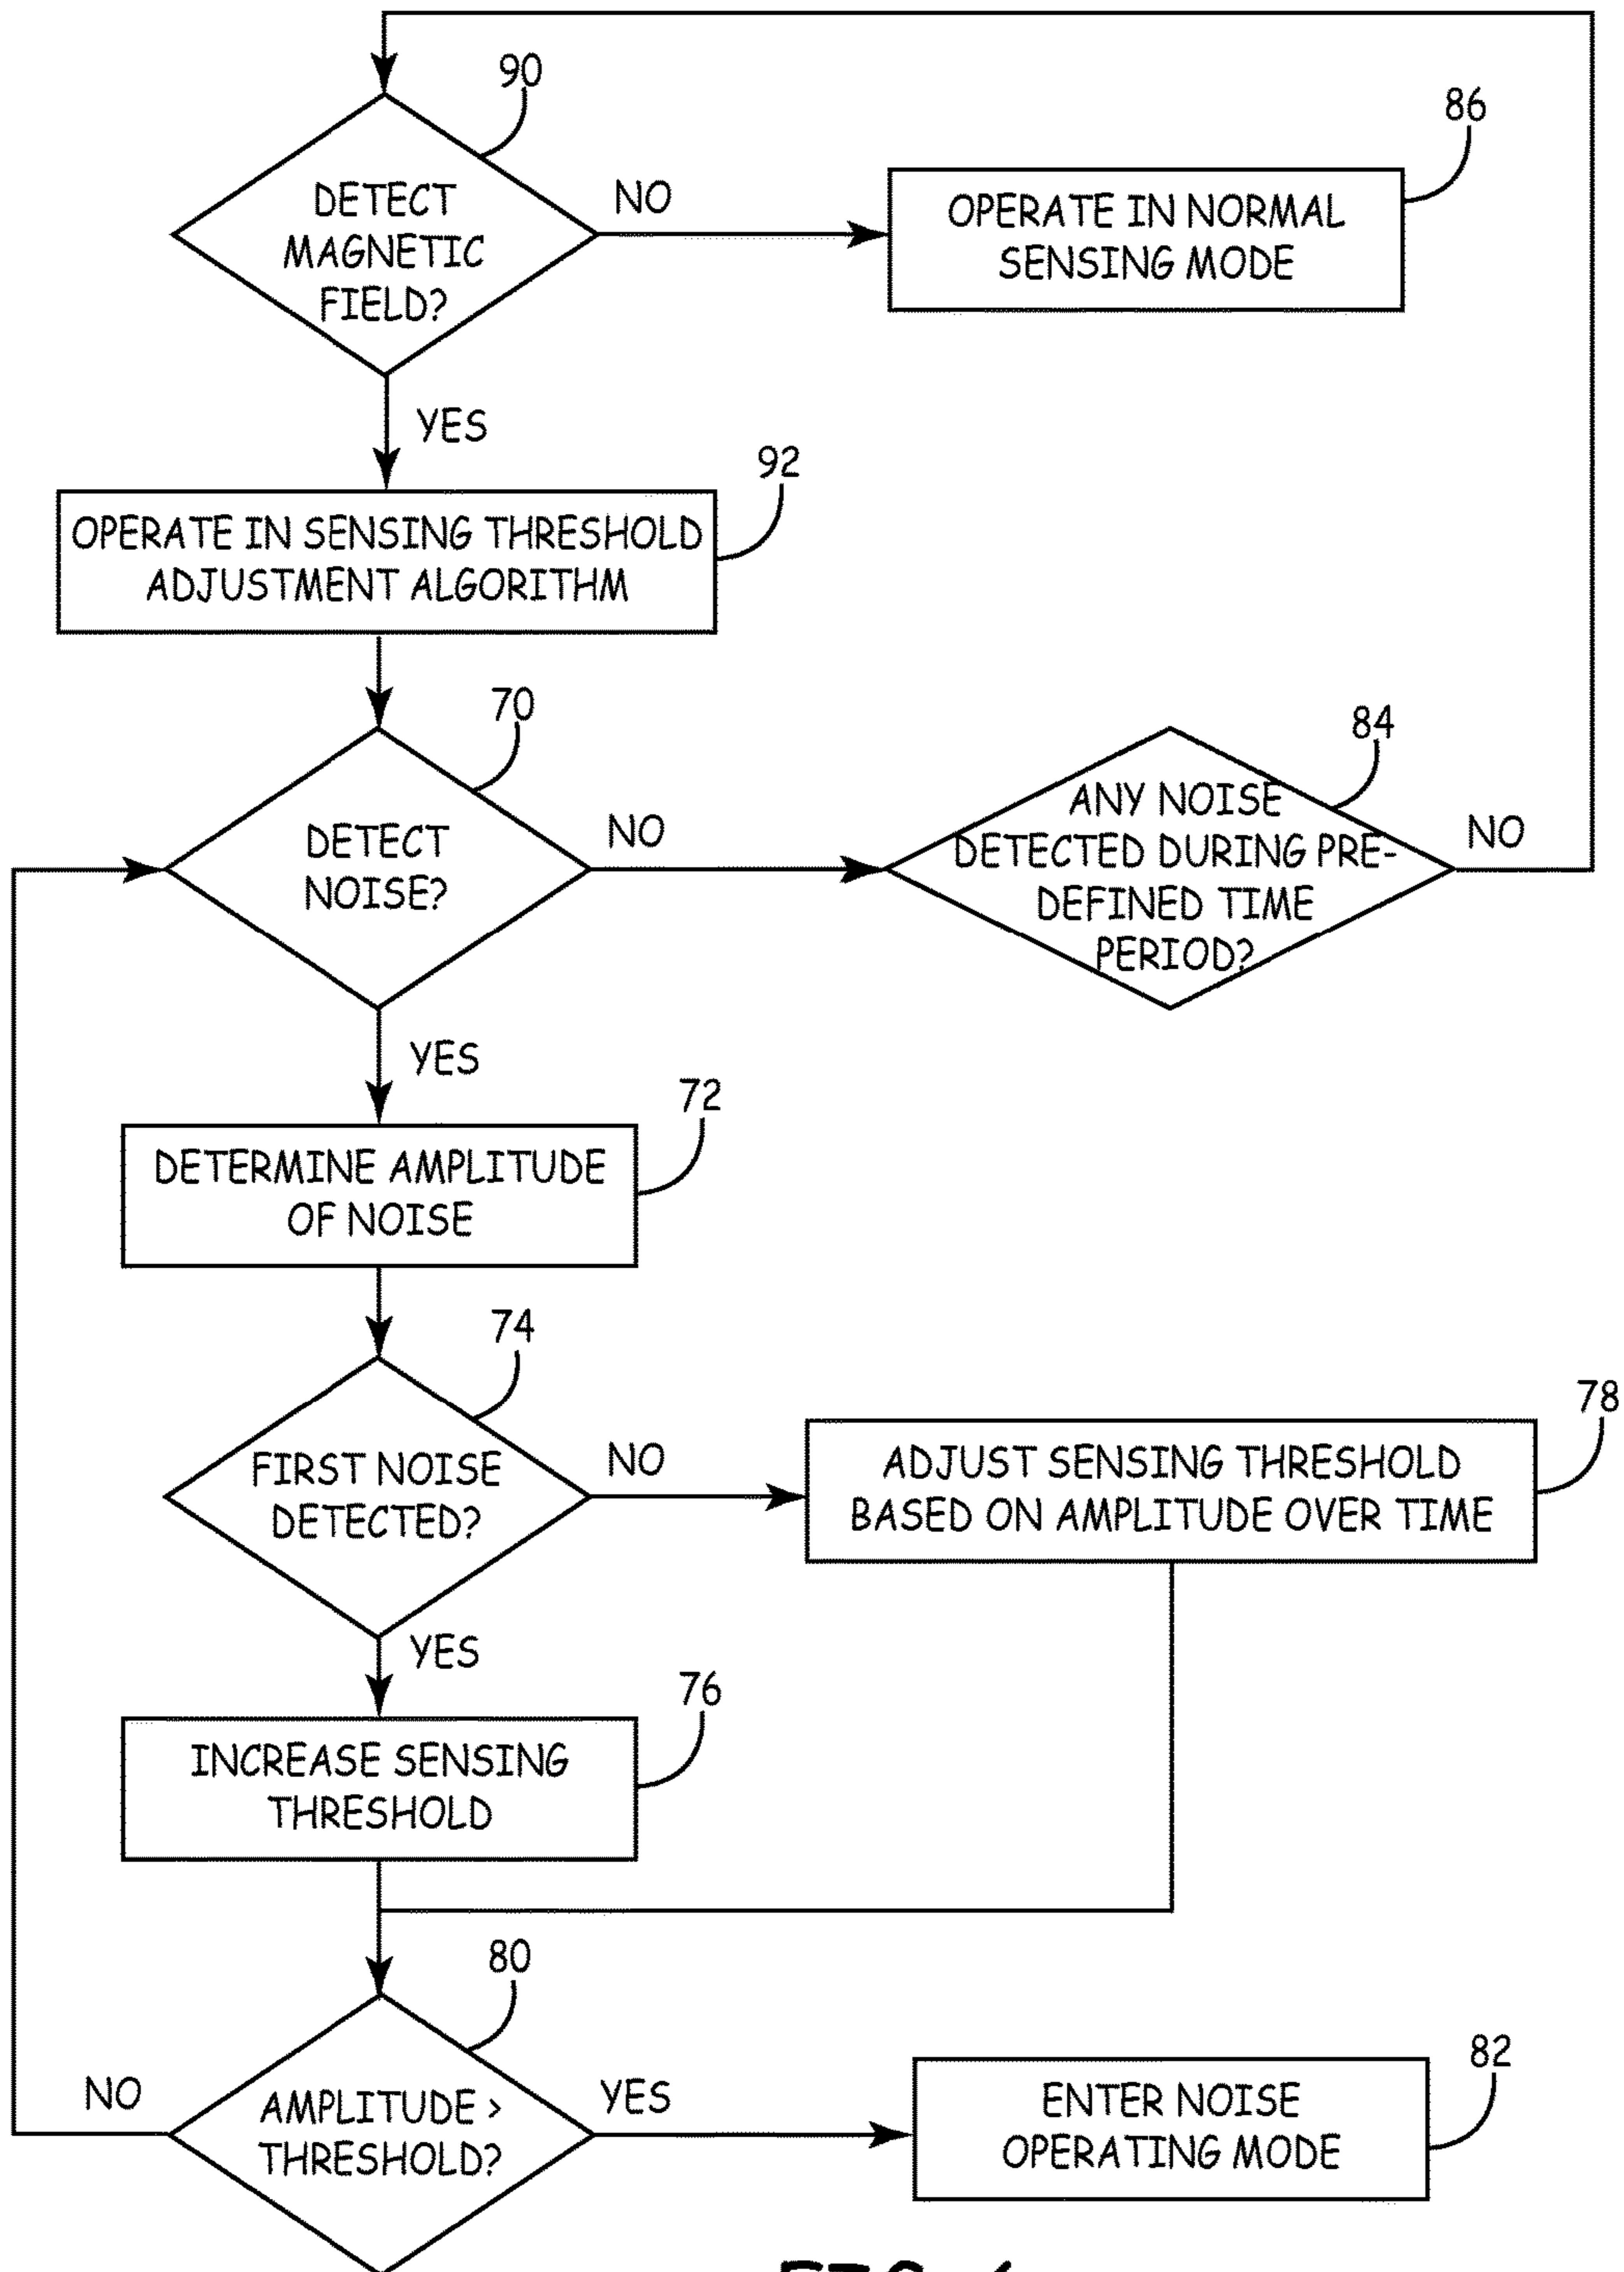 90
86
DETECT
MAGNETIC
FIELD?
NO
OPERATE IN NORMAL
SENSING MODE
YES
92
OPERATE IN SENSING THRESHOLD
ADJUSTMENT ALGORITHM
70
84
DETECT
NOISE?
NO
ANY NOISE
DETECTED DURING PRE-
DEFINED TIME
PERIOD?
NO
YES
72
DETERMINE AMPLITUDE
OF NOISE
74
78
FIRST NOISE
DETECTED?
NO
ADJUST SENSING THRESHOLD
BASED ON AMPLITUDE OVER TIME
YES
76
INCREASE SENSING
THRESHOLD
80
82
NO
AMPLITUDE >
THRESHOLD?
YES
ENTER NOISE
OPERATING MODE